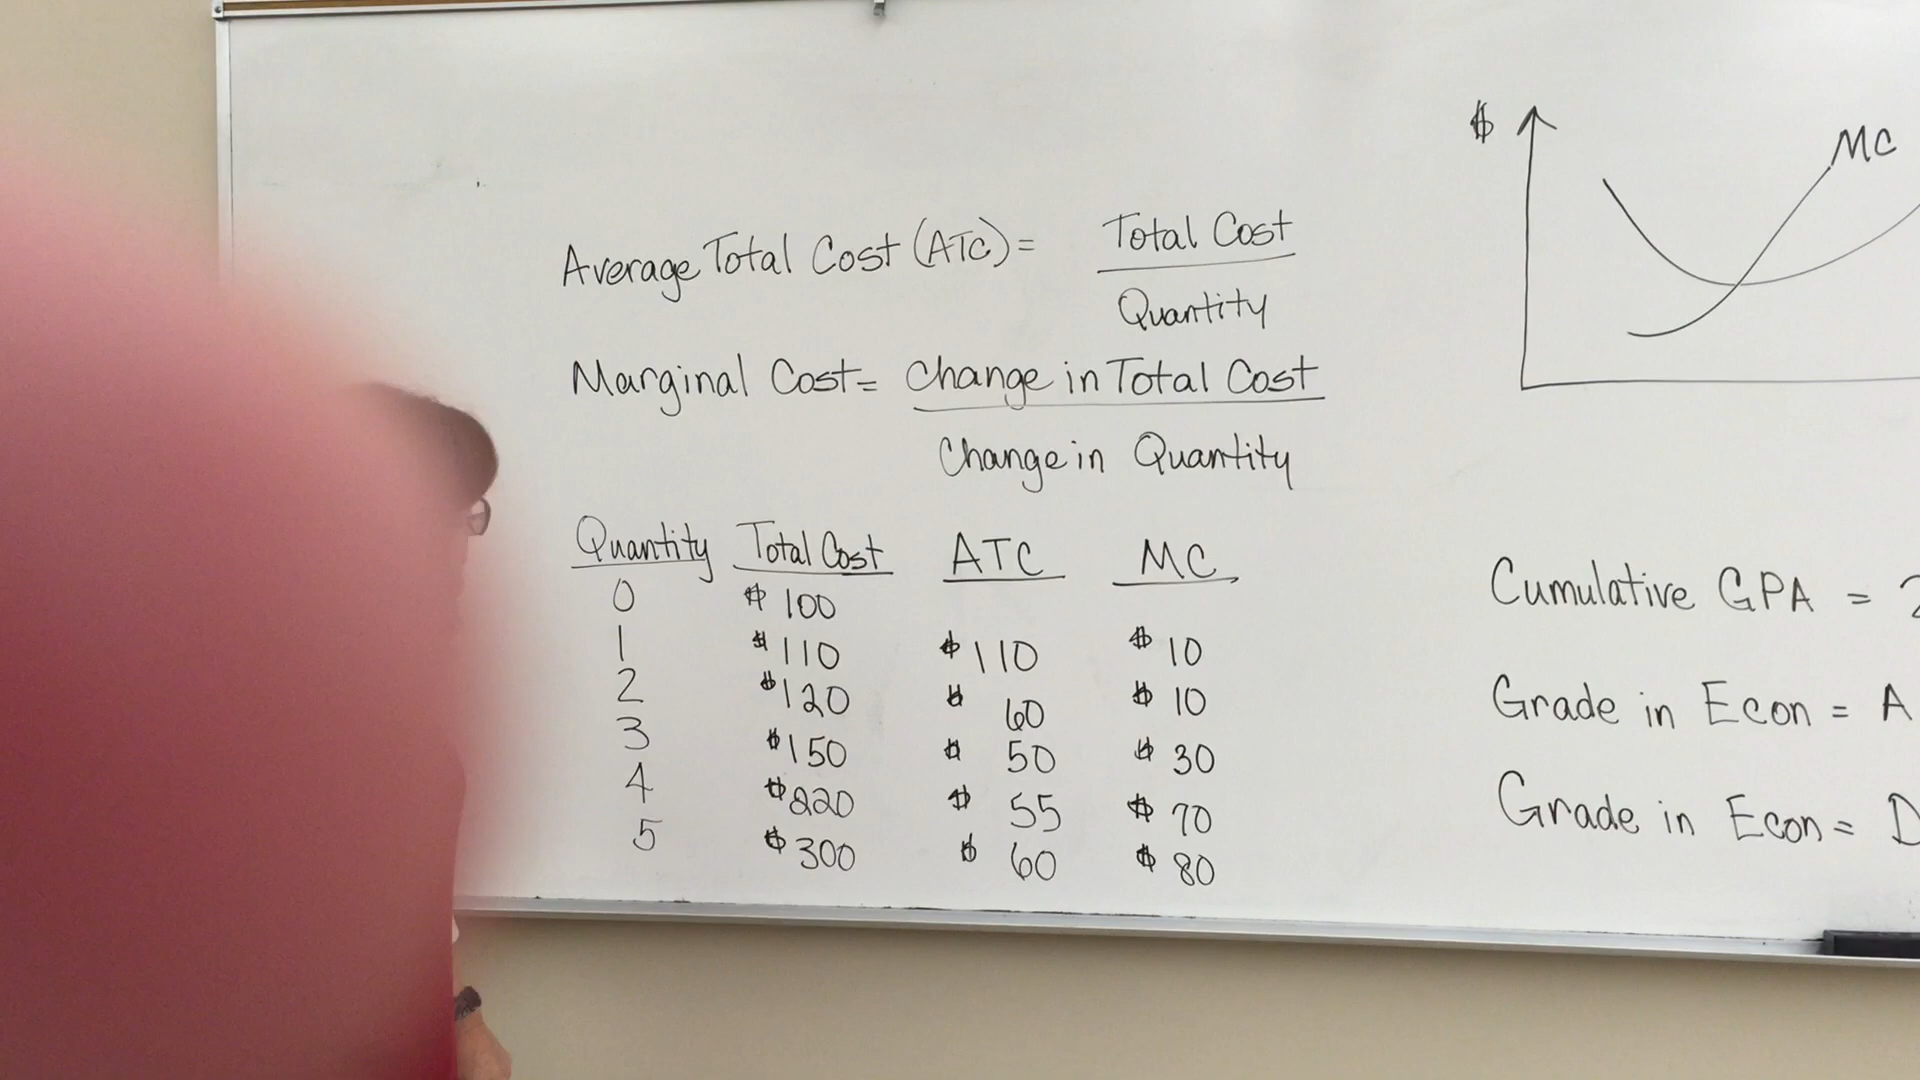 Average Total Cost (ATC) = Total Cost
Quantity
Marginal Cost = Change in Total Cost
Change in Quantity
Quantity Total Cost ATC MC
0 $100
1 $110 $110 $10
2 $120 $60 $10
3 $150 $50 $30
4 $220 $55 $70
5 $300 $60 $80
$
MC
Cumulative GPA =
Grade in Econ = A
Grade in Econ = D